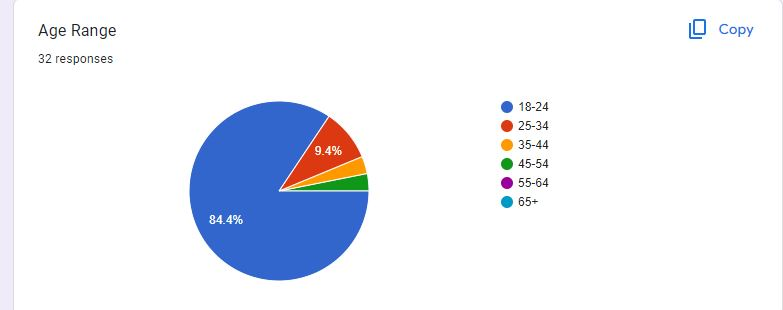 Age Range
Copy
32 responses
18-24
25-34
35-44
45-54
55-64
65+
9.4%
84.4%